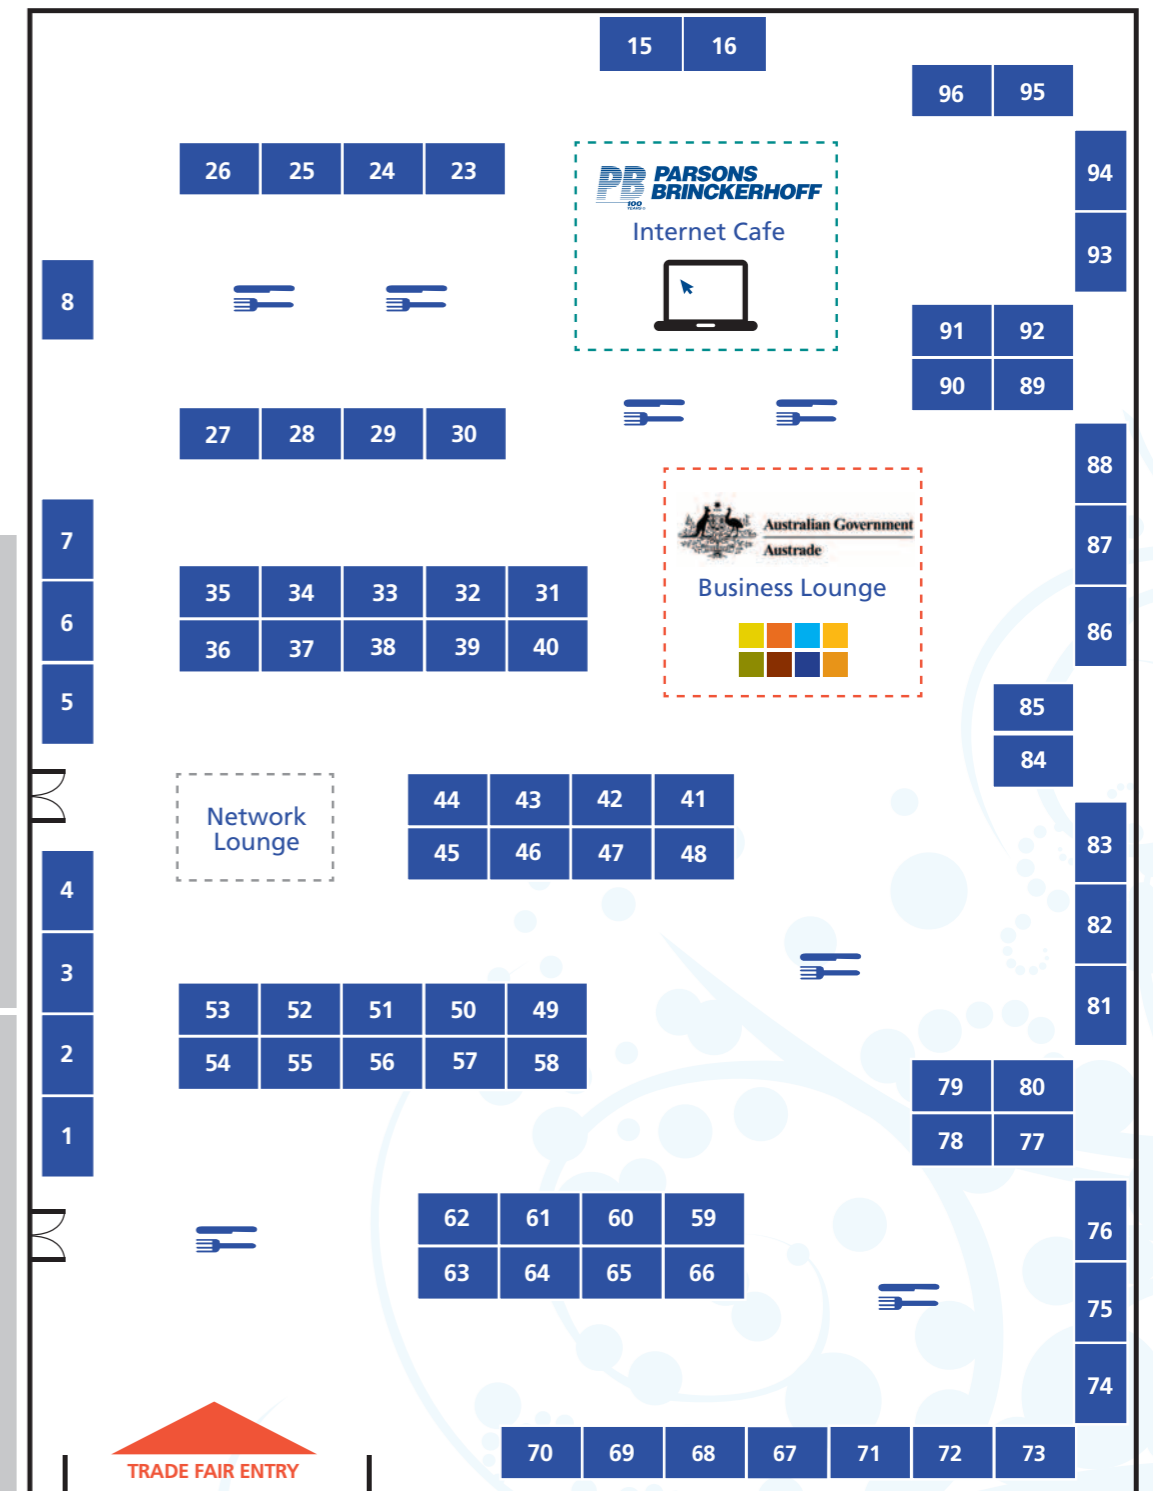 15 16
96 95
26 25 24 23
94
PB PARSONS
BRINCKERHOFF
100
YEARS
Internet Cafe
93
8
91 92
90 89
27 28 29 30
88
7
Australian Government
Austrade
87
Business Lounge
35 34 33 32 31
6
86
36 37 38 39 40
5
85
84
44 43 42 41
Network
Lounge
83
45 46 47 48
4
82
3
81
53 52 51 50 49
2
54 55 56 57 58
79 80
1
78 77
62 61 60 59
76
63 64 65 66
75
74
70 69 68 67 71 72 73
TRADE FAIR ENTRY